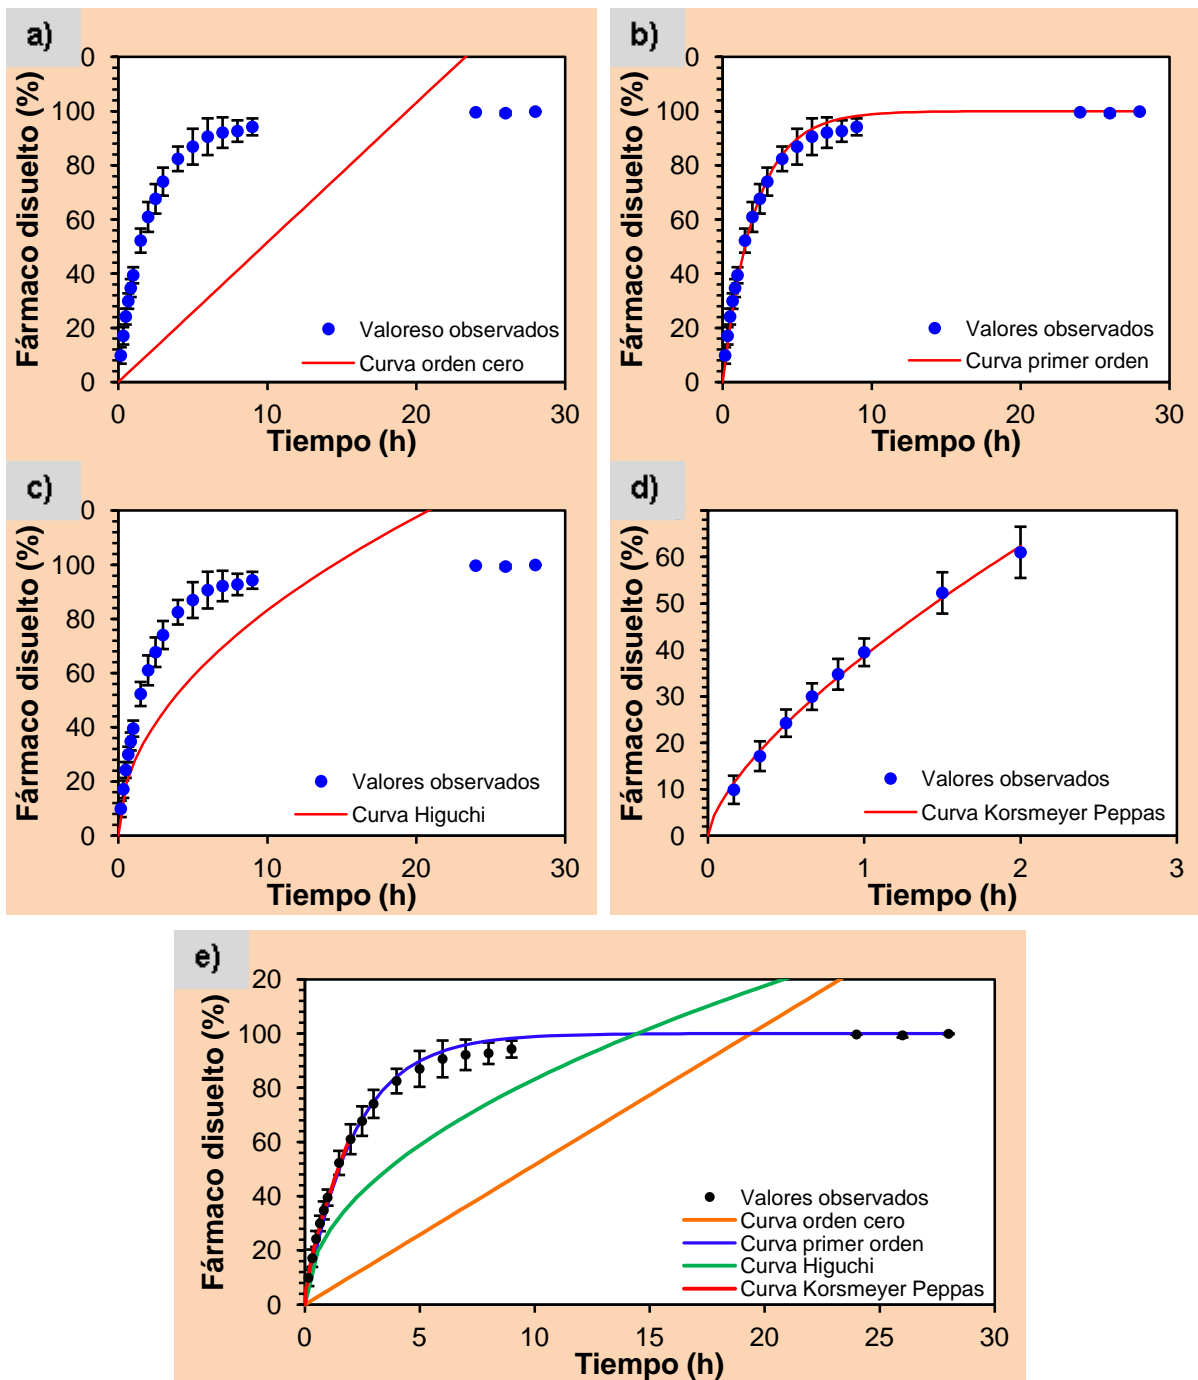 a)
Fármaco disuelto (%)
0
100
80
60
40
20
0
Valoreso observados
Curva orden cero
0 10 20 30
Tiempo (h)
b)
Fármaco disuelto (%)
0
100
80
60
40
20
0
Valores observados
Curva primer orden
0 10 20 30
Tiempo (h)
c)
Fármaco disuelto (%)
0
100
80
60
40
20
0
Valores observados
Curva Higuchi
0 10 20 30
Tiempo (h)
d)
Fármaco disuelto (%)
0
60
50
40
30
20
10
0
Valores observados
Curva Korsmeyer Peppas
0 1 2 3
Tiempo (h)
e)
Fármaco disuelto (%)
20
100
80
60
40
20
0
Valores observados
Curva orden cero
Curva primer orden
Curva Higuchi
Curva Korsmeyer Peppas
0 5 10 15 20 25 30
Tiempo (h)